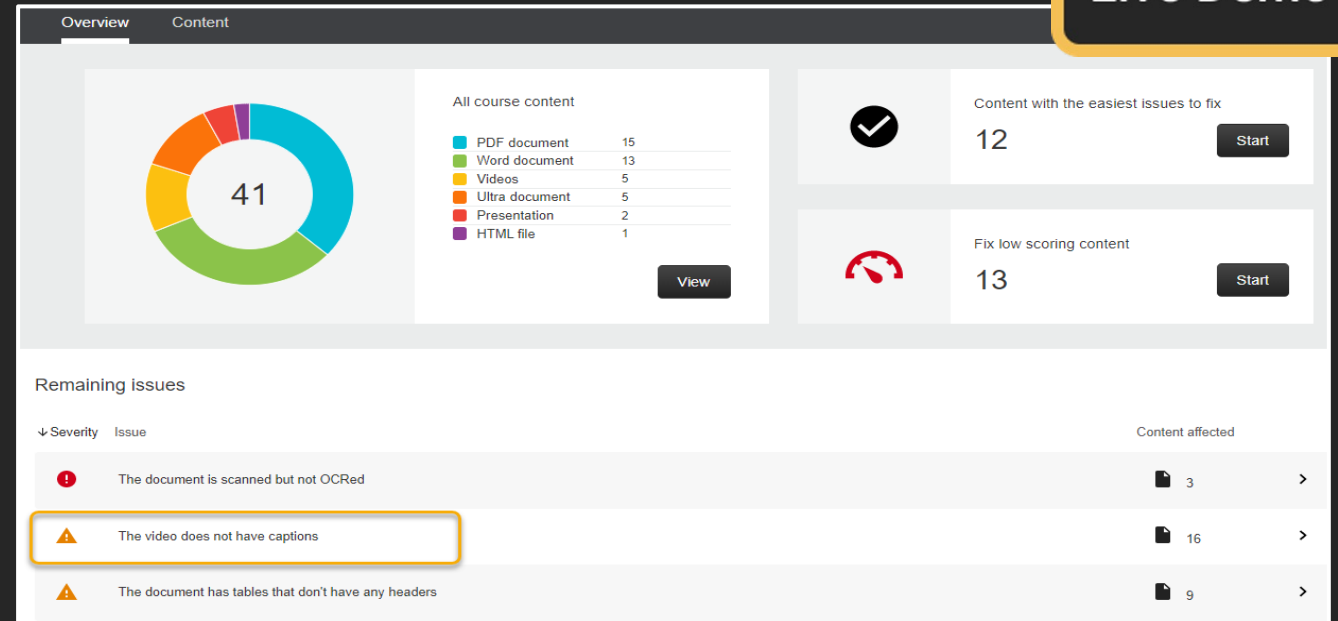 Overview Content
41
All course content
PDF document 15
Word document 13
Videos 5
Ultra document 5
Presentation 2
HTML file 1
View
Content with the easiest issues to fix
12
Start
Fix low scoring content
13
Start
Remaining issues
Severity Issue Content affected
The document is scanned but not OCRed 3
The video does not have captions 16
The document has tables that don't have any headers 9